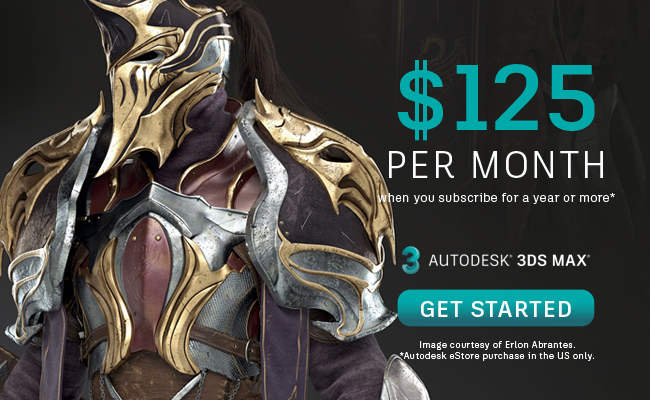 $125
PER MONTH
when you subscribe for a year or more*
AUTODESK® 3DS MAX®
GET STARTED
Image courtesy of Erlon Abrantes.
*Autodesk eStore purchase in the US only.